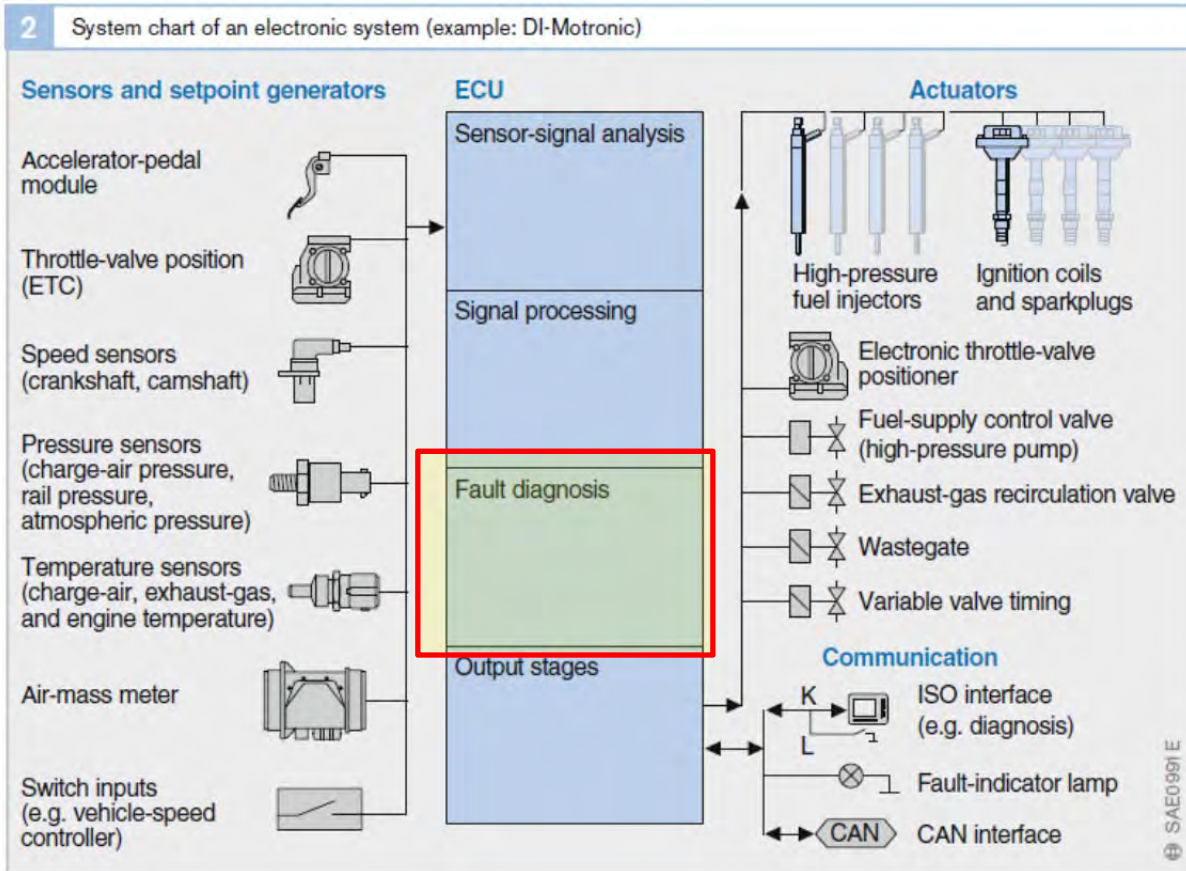 2 System chart of an electronic system (example: DI-Motronic)
Sensors and setpoint generators
Accelerator-pedal
module
Throttle-valve position
(ETC)
Speed sensors
(crankshaft, camshaft)
Pressure sensors
(charge-air pressure,
rail pressure,
atmospheric pressure)
Temperature sensors
(charge-air, exhaust-gas,
and engine temperature)
Air-mass meter
Switch inputs
(e.g. vehicle-speed
controller)
ECU
Sensor-signal analysis
Signal processing
Fault diagnosis
Output stages
Actuators
High-pressure
fuel injectors
Ignition coils
and sparkplugs
Electronic throttle-valve
positioner
Fuel-supply control valve
(high-pressure pump)
Exhaust-gas recirculation valve
Wastegate
Variable valve timing
Communication
K
L
ISO interface
(e.g. diagnosis)
Fault-indicator lamp
CAN
CAN interface
SAE0991E